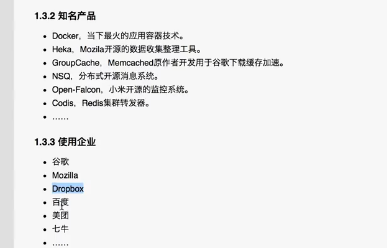 1.3.2 知名产品
Docker，当下最火的应用容器技术。
Heka，Mozila开源的数据收集整理工具。
GroupCache，Memcached原作者开发用于谷歌下载缓存加速。
NSQ，分布式开源消息系统。
Open-Falcon，小米开源的监控系统。
Codis，Redis集群转发器。
……
1.3.3 使用企业
谷歌
Mozilla
Dropbox
百度
美团
七牛
……